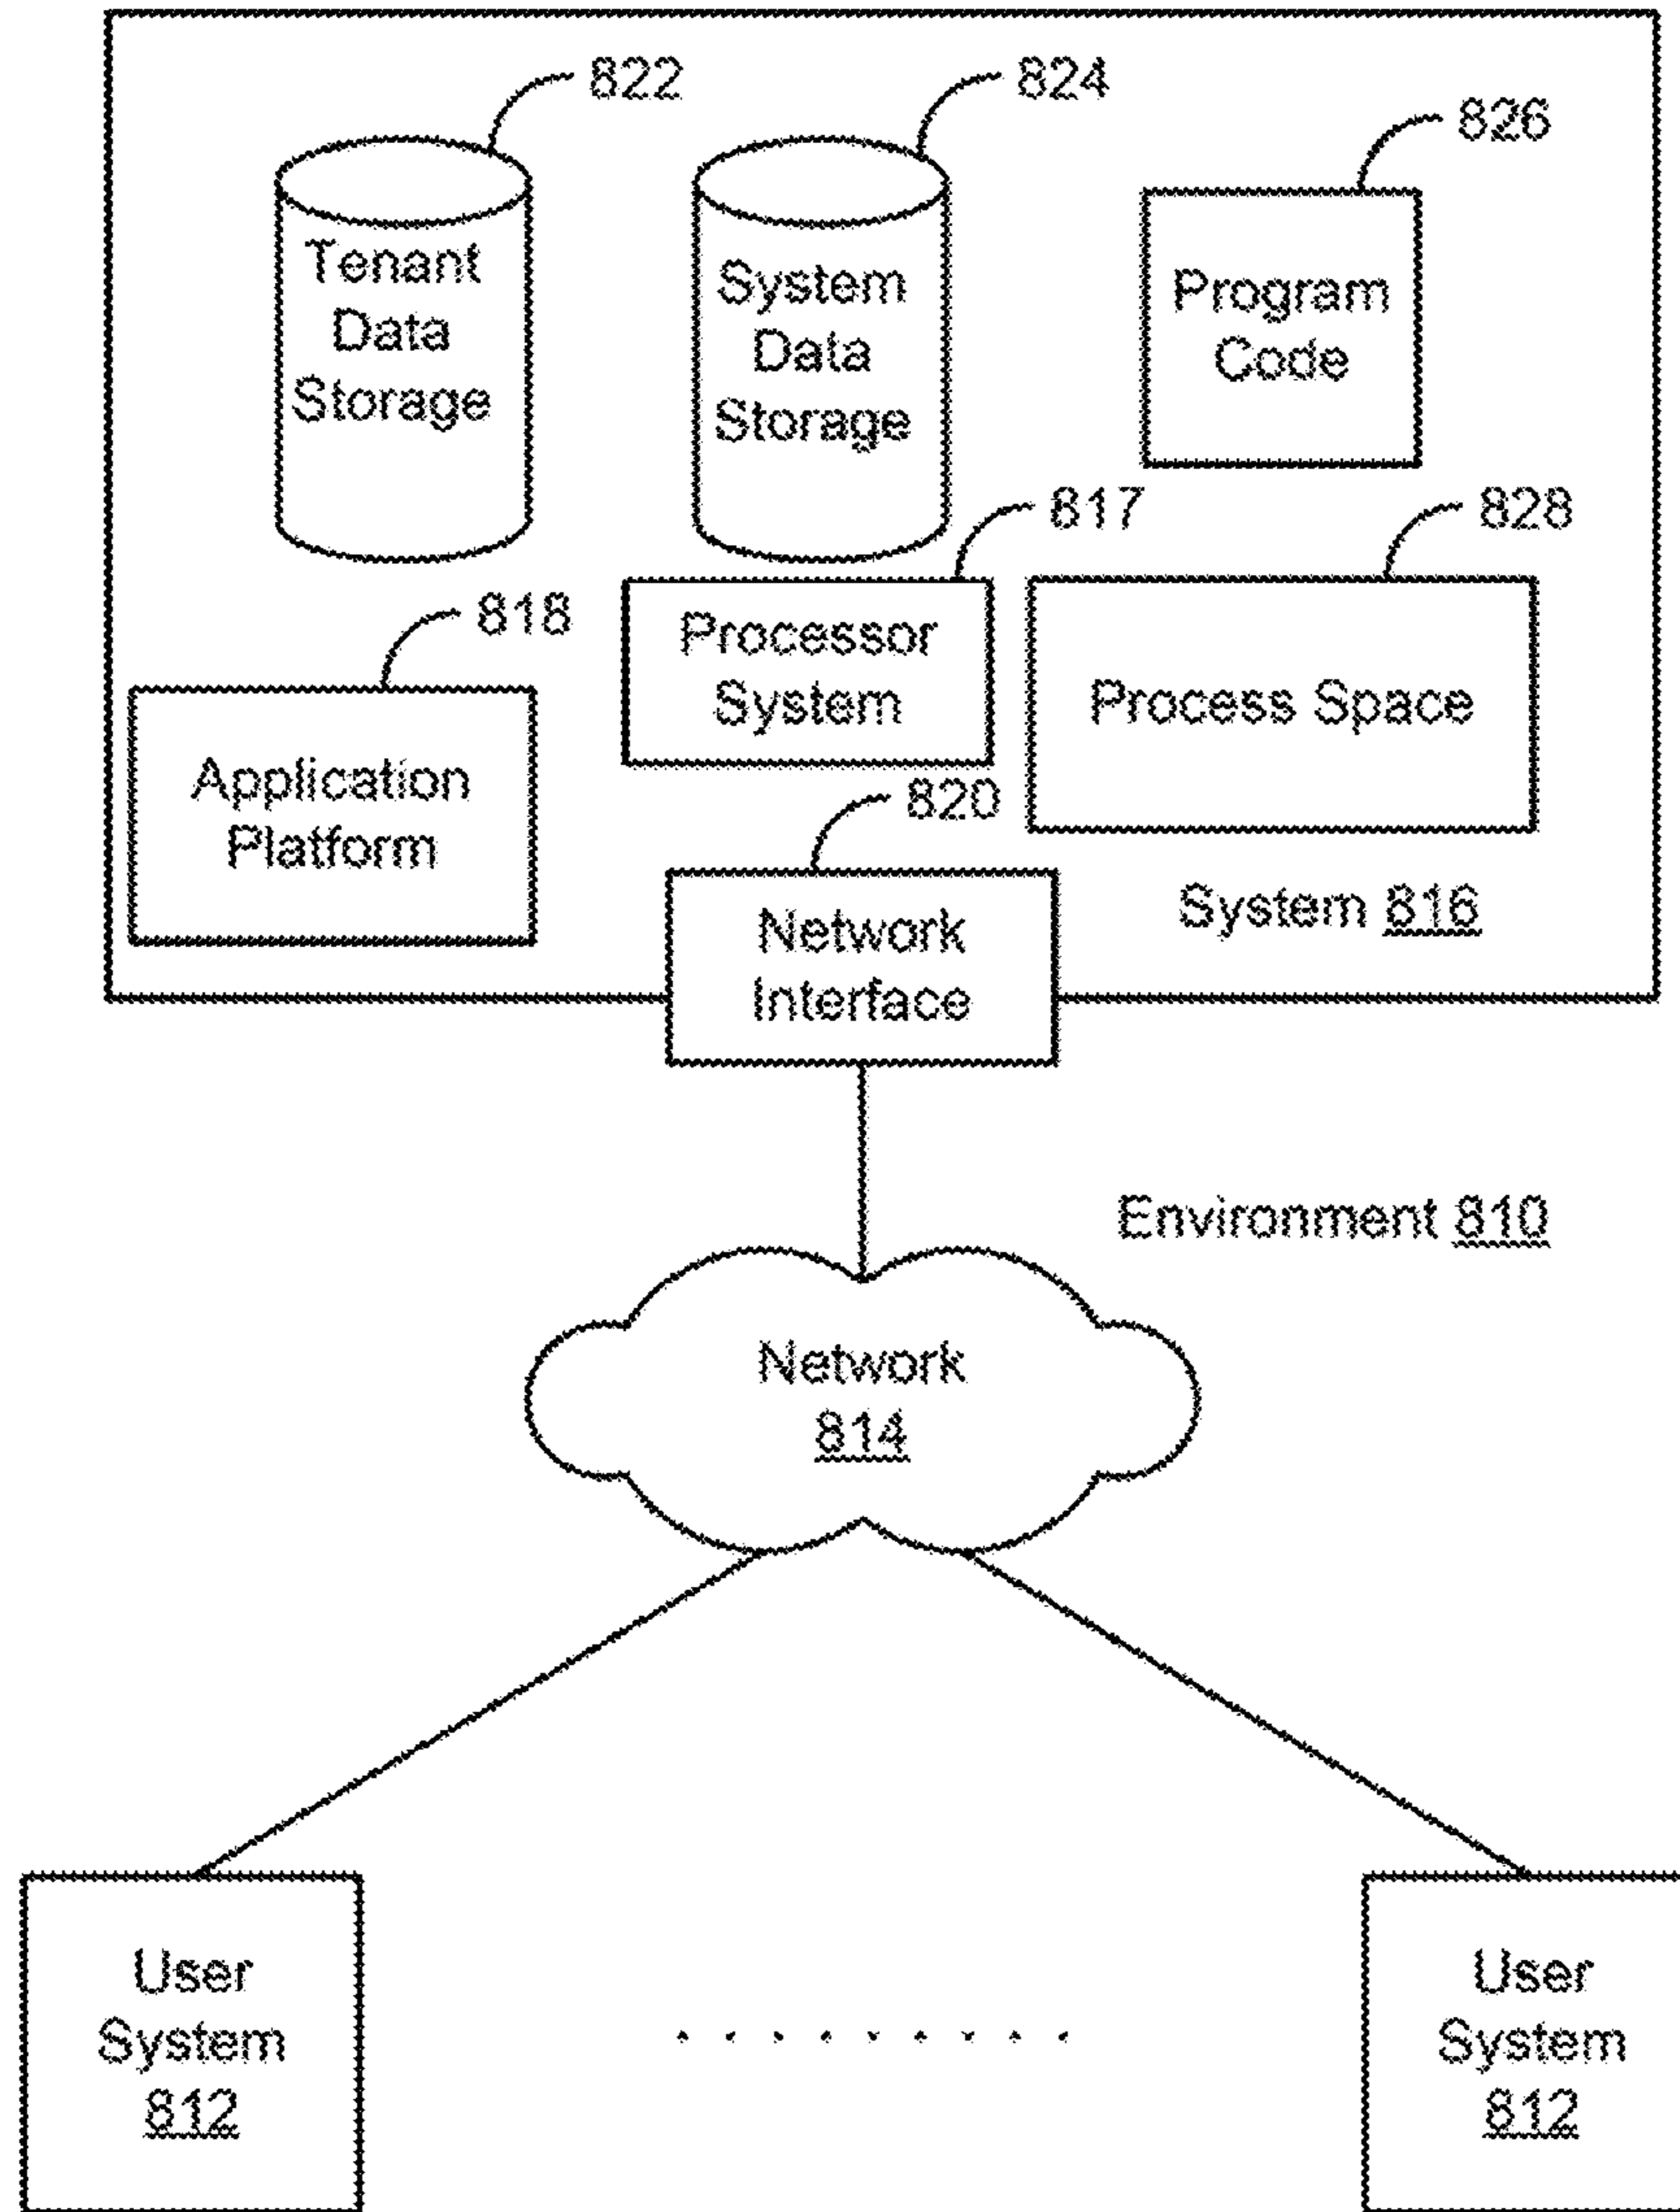 822
824
826
Tenant
Data
Storage
System
Data
Storage
Program
Code
817
828
818
Processor
System
Process Space
Application
Platform
820
System 816
Network
Interface
Environment 810
Network
814
User
System
812
User
System
812